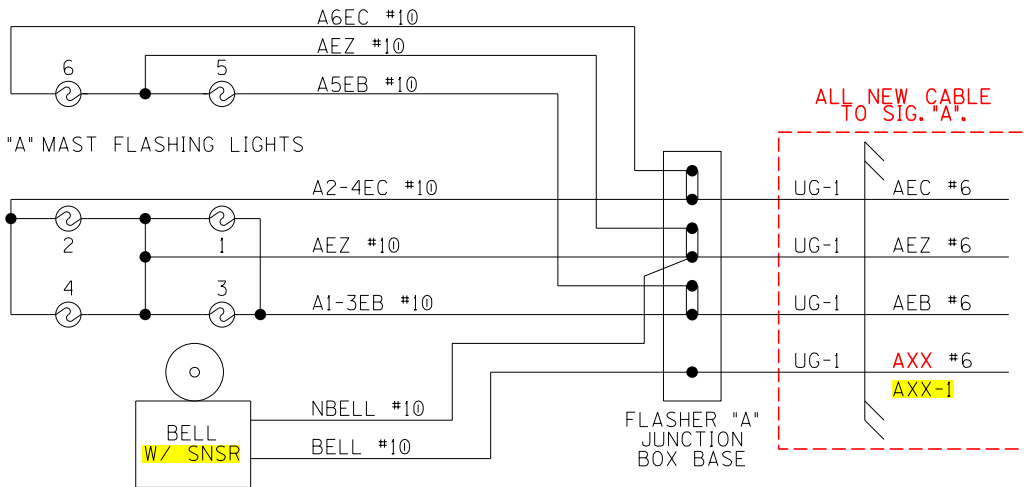 A6EC #10
AEZ #10
6 5
A5EB #10
ALL NEW CABLE
TO SIG. "A".
"A" MAST FLASHING LIGHTS
A2-4EC #10
UG-1 AEC #6
2 1
AEZ #10
UG-1 AEZ #6
4 3
A1-3EB #10
UG-1 AEB #6
UG-1 AXX #6
AXX-1
NBELL #10
BELL
W/ SNSR
BELL #10
FLASHER "A"
JUNCTION
BOX BASE